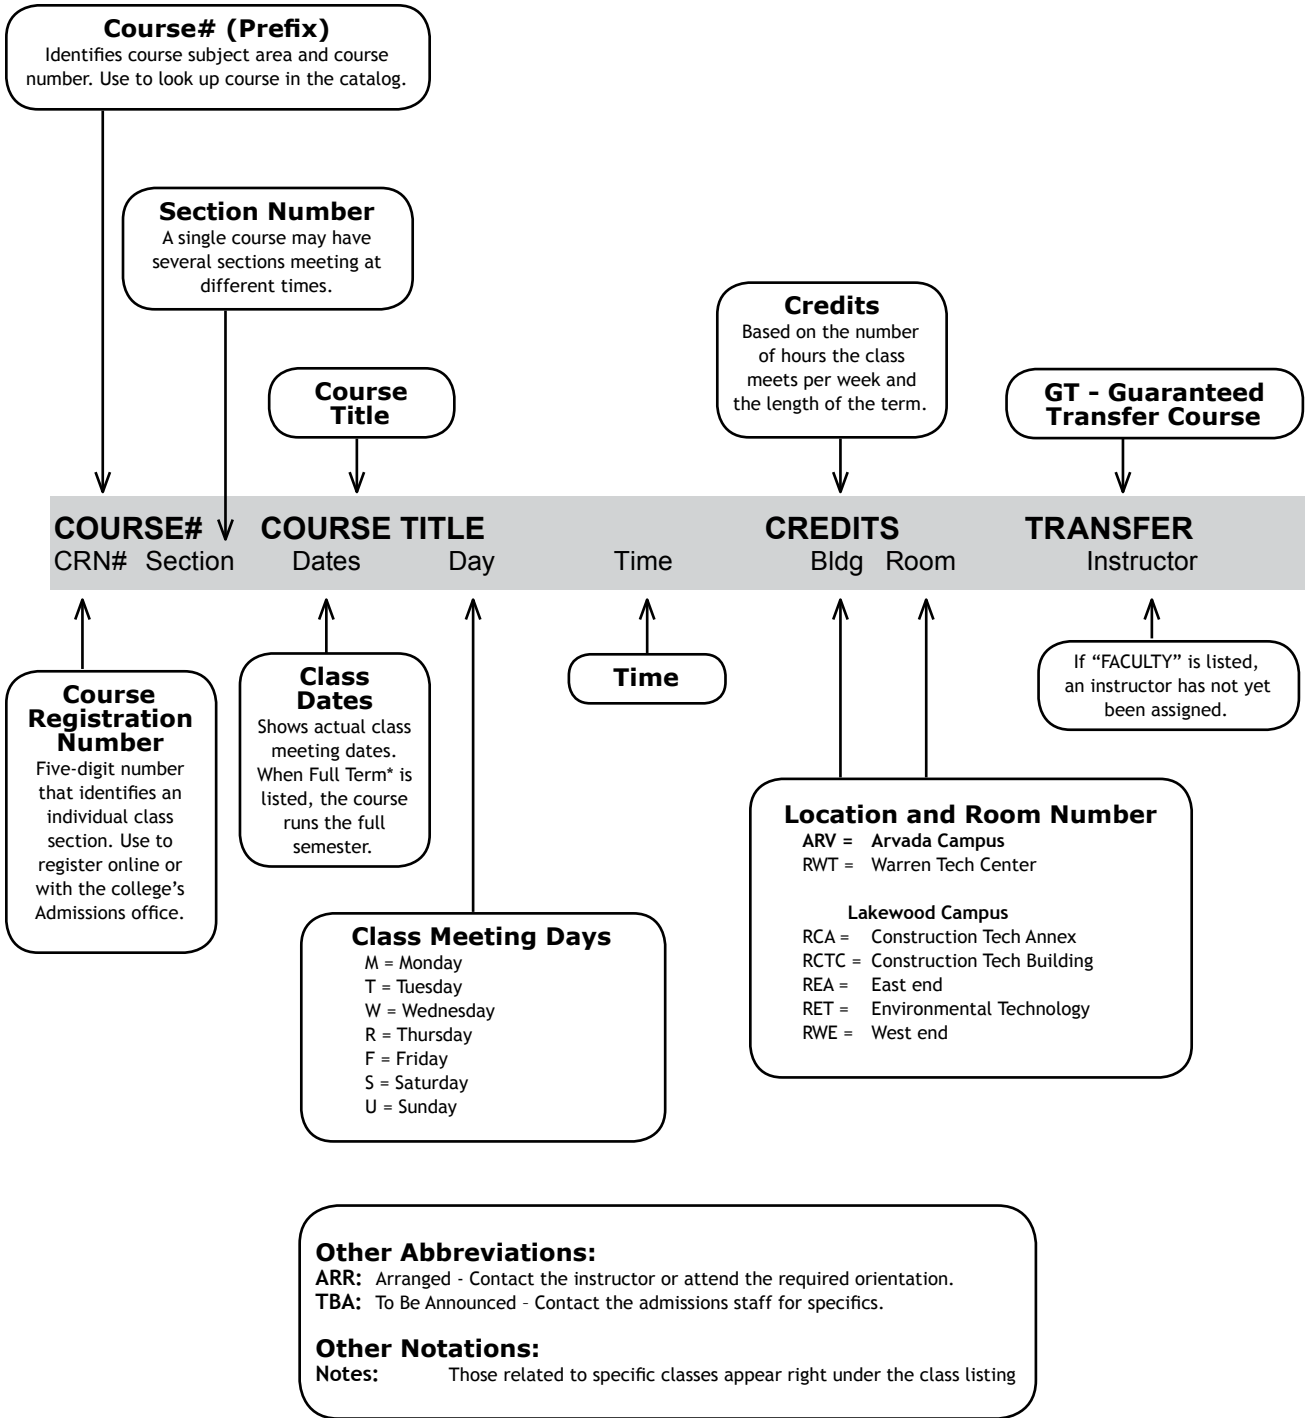 Course# (Prefix)
Identifies course subject area and course
number. Use to look up course in the catalog.
Section Number
A single course may have
several sections meeting at
different times.
Course
Title
Credits
Based on the number
of hours the class
meets per week and
the length of the term.
GT - Guaranteed
Transfer Course
COURSE# COURSE TITLE CREDITS TRANSFER
CRN# Section Dates Day Time Bldg Room Instructor
Course
Registration
Number
Five-digit number
that identifies an
individual class
section. Use to
register online or
with the college’s
Admissions office.
Class
Dates
Shows actual class
meeting dates.
When Full Term* is
listed, the course
runs the full
semester.
Time
If “FACULTY” is listed,
an instructor has not yet
been assigned.
Class Meeting Days
M = Monday
T = Tuesday
W = Wednesday
R = Thursday
F = Friday
S = Saturday
U = Sunday
Location and Room Number
ARV = Arvada Campus
RWT = Warren Tech Center
Lakewood Campus
RCA = Construction Tech Annex
RCTC = Construction Tech Building
REA = East end
RET = Environmental Technology
RWE = West end
Other Abbreviations:
ARR: Arranged - Contact the instructor or attend the required orientation.
TBA: To Be Announced – Contact the admissions staff for specifics.
Other Notations:
Notes: Those related to specific classes appear right under the class listing